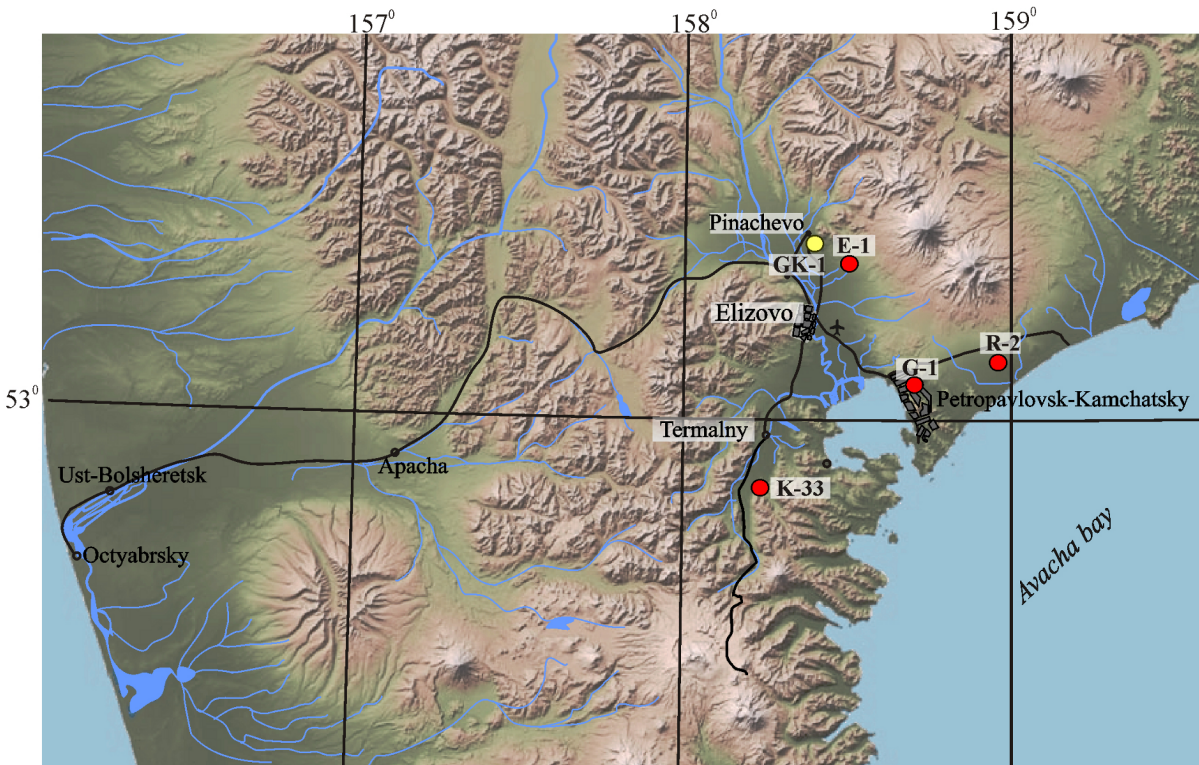 157⁰
158⁰
159⁰
Pinachevo
E-1
GK-1
Elizovo
R-2
G-1
53⁰
Petropavlovsk-Kamchatsky
Termalny
Apacha
Ust-Bolsheretsk
K-33
Octyabrsky
Avacha bay